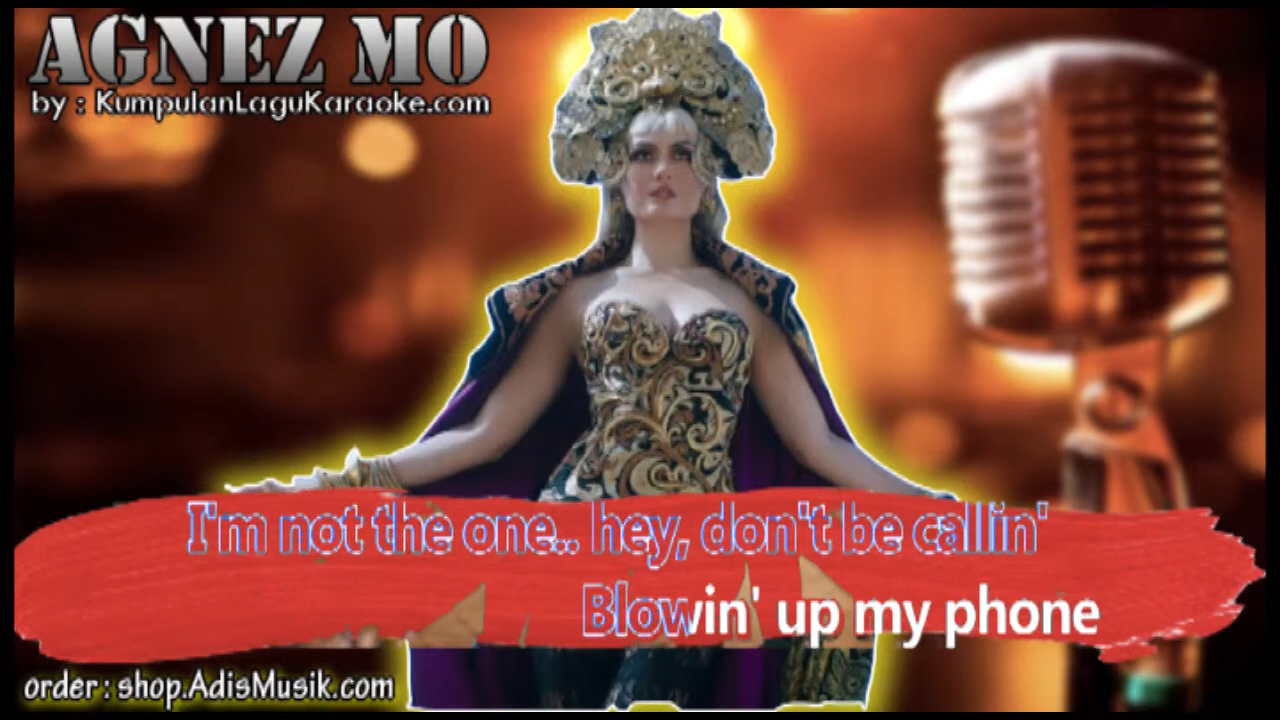 AGNEZ MO
by : KumpulanLaguKaraoke.com
I'm not the one.. hey, don't be callin'
Blowin' up my phone
order : shop.AdisMusik.com